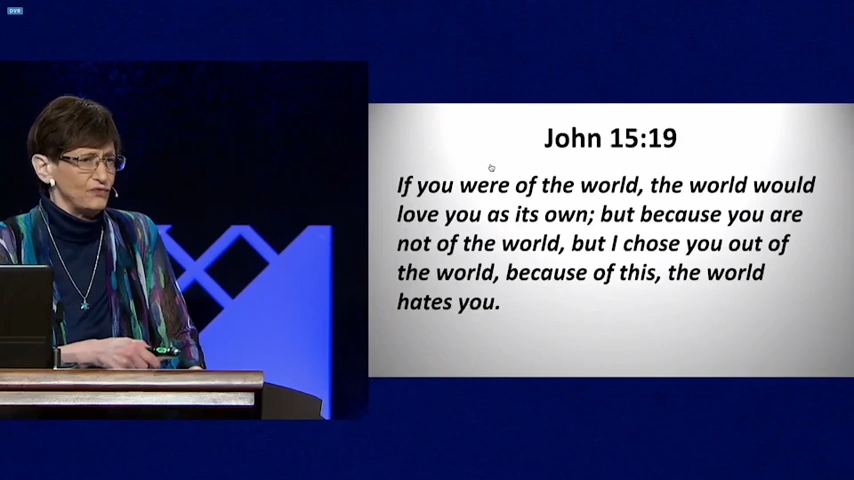 DVR
John 15:19
If you were of the world, the world would
love you as its own; but because you are
not of the world, but I chose you out of
the world, because of this, the world
hates you.